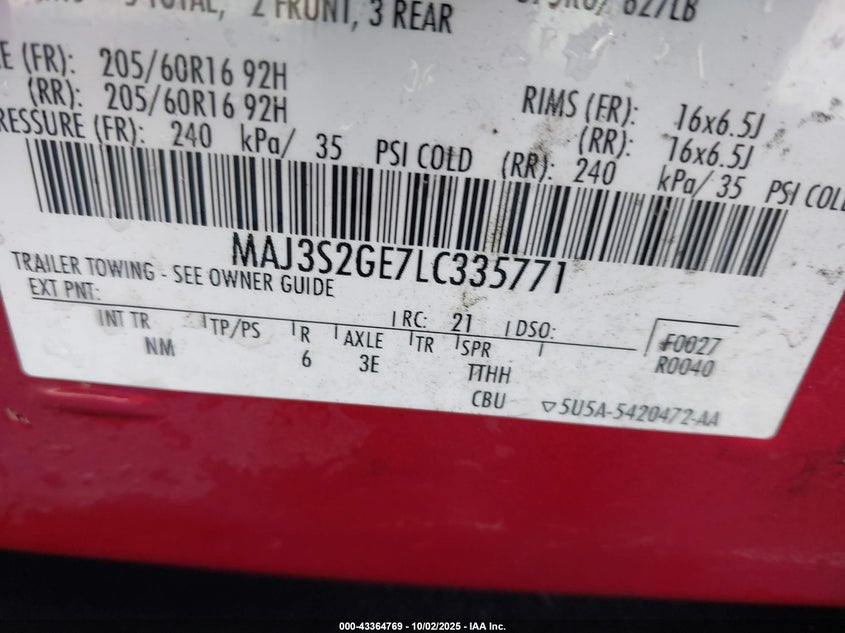 TOTAL, 2 FRONT, 3 REAR
827LB
(FR): 205/60R16 92H
(RR): 205/60R16 92H
RIMS (FR): 16x6.5J
(RR): 16x6.5J
PRESSURE (FR): 240 kPa/ 35 PSI COLD (RR): 240 kPa/ 35 PSI COLD
MAJ3S2GE7LC335771
TRAILER TOWING - SEE OWNER GUIDE
EXT PNT: RC: 21 DSO:
INT TR TP/PS R AXLE TR SPR
NM 6 3E TTHH
CBU
F0027
R0040
▽5U5A-5420472-AA
000-43364769 - 10/02/2025 - IAA Inc.